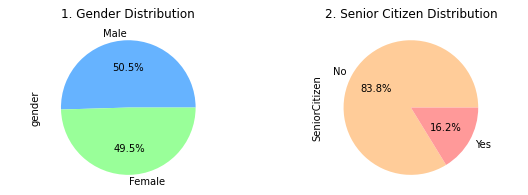 1. Gender Distribution
Male
50.5%
gender
49.5%
Female
2. Senior Citizen Distribution
No
83.8%
SeniorCitizen
16.2%
Yes